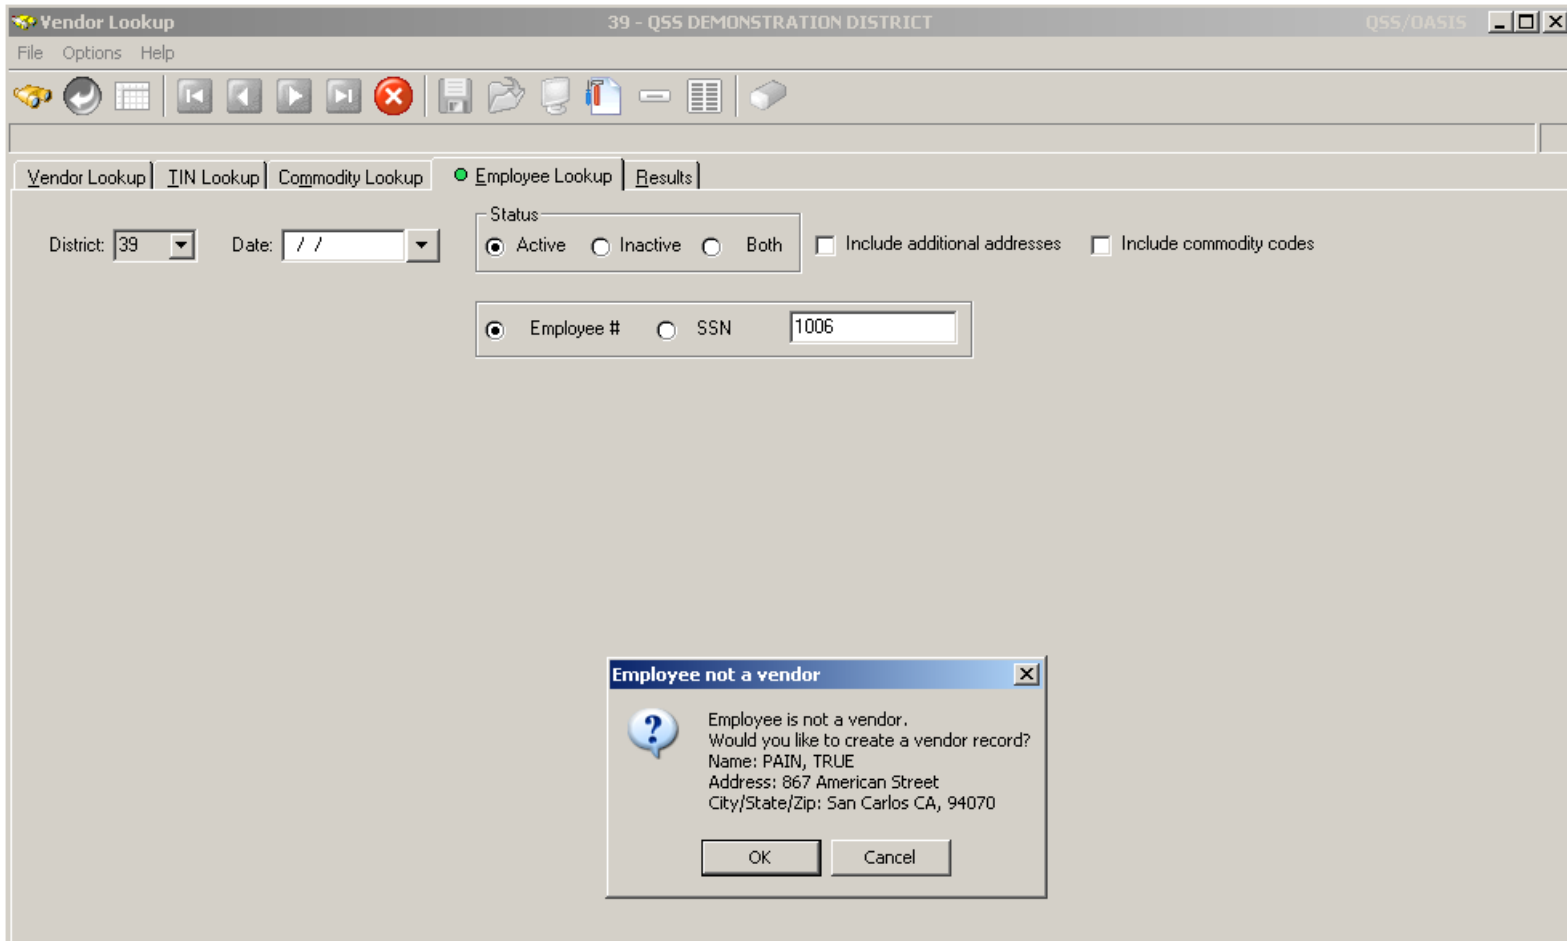 Vendor Lookup 39 - QSS DEMONSTRATION DISTRICT QSS/OASIS
File Options Help
Vendor Lookup TIN Lookup Commodity Lookup Employee Lookup Results
Status
District: 39 Date: / / Active Inactive Both Include additional addresses Include commodity codes
Employee # SSN 1006
Employee not a vendor
Employee is not a vendor.
Would you like to create a vendor record?
Name: PAIN, TRUE
Address: 867 American Street
City/State/Zip: San Carlos CA, 94070
OK Cancel